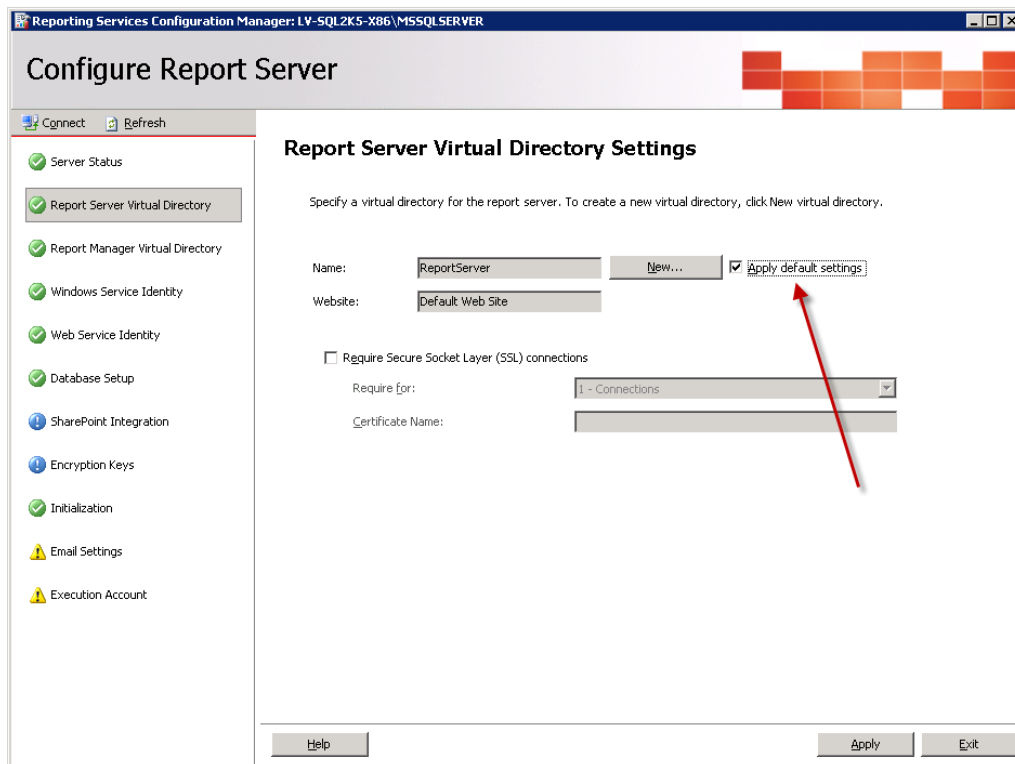 Reporting Services Configuration Manager: LV-SQL2K5-X86\MSSQLSERVER
Configure Report Server
Connect Refresh
Server Status
Report Server Virtual Directory
Report Manager Virtual Directory
Windows Service Identity
Web Service Identity
Database Setup
SharePoint Integration
Encryption Keys
Initialization
Email Settings
Execution Account
Report Server Virtual Directory Settings
Specify a virtual directory for the report server. To create a new virtual directory, click New virtual directory.
Name: ReportServer New... Apply default settings
Website: Default Web Site
Require Secure Socket Layer (SSL) connections
Require for: 1 - Connections
Certificate Name:
Help Apply Exit